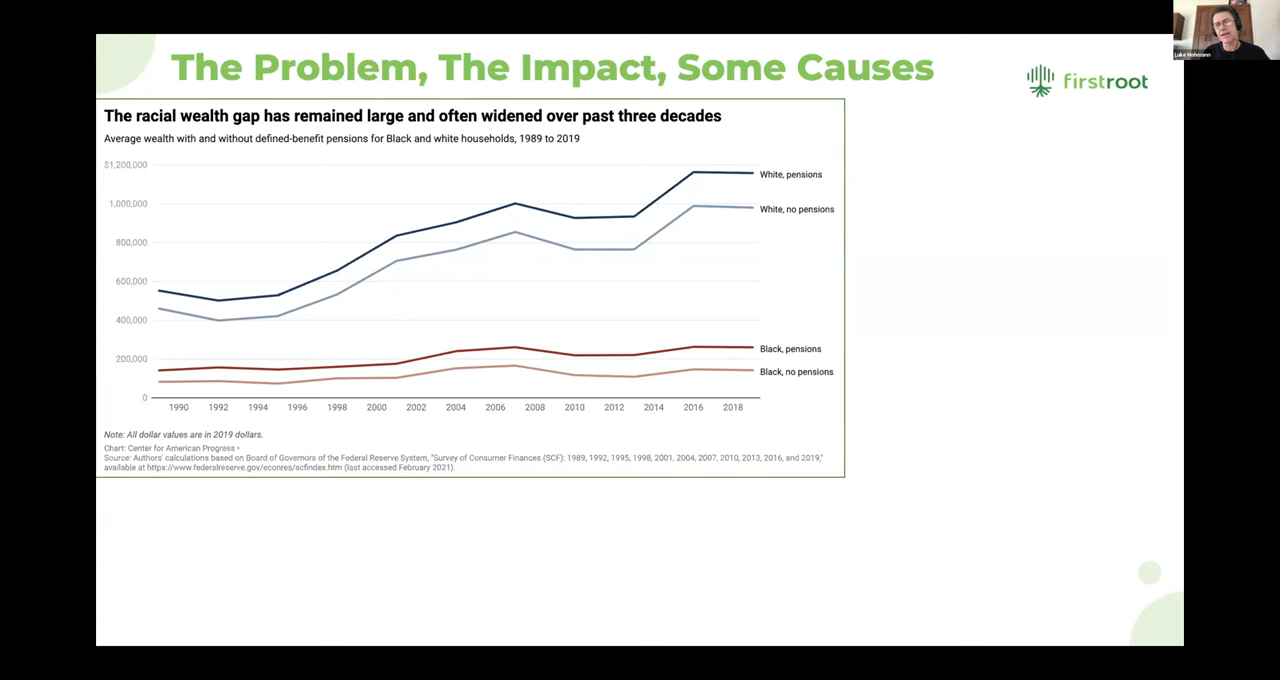 Luke Hohmann
The Problem, The Impact, Some Causes
firstroot
The racial wealth gap has remained large and often widened over past three decades
Average wealth with and without defined-benefit pensions for Black and white households, 1989 to 2019
$1,200,000
White, pensions
1,000,000
White, no pensions
800,000
600,000
400,000
Black, pensions
200,000
Black, no pensions
0
1990 1992 1994 1996 1998 2000 2002 2004 2006 2008 2010 2012 2014 2016 2018
Note: All dollar values are in 2019 dollars.
Chart: Center for American Progress •
Source: Authors' calculations based on Board of Governors of the Federal Reserve System, "Survey of Consumer Finances (SCF): 1989, 1992, 1995, 1998, 2001, 2004, 2007, 2010, 2013, 2016, and 2019,"
available at https://www.federalreserve.gov/econres/scfindex.htm (last accessed February 2021).